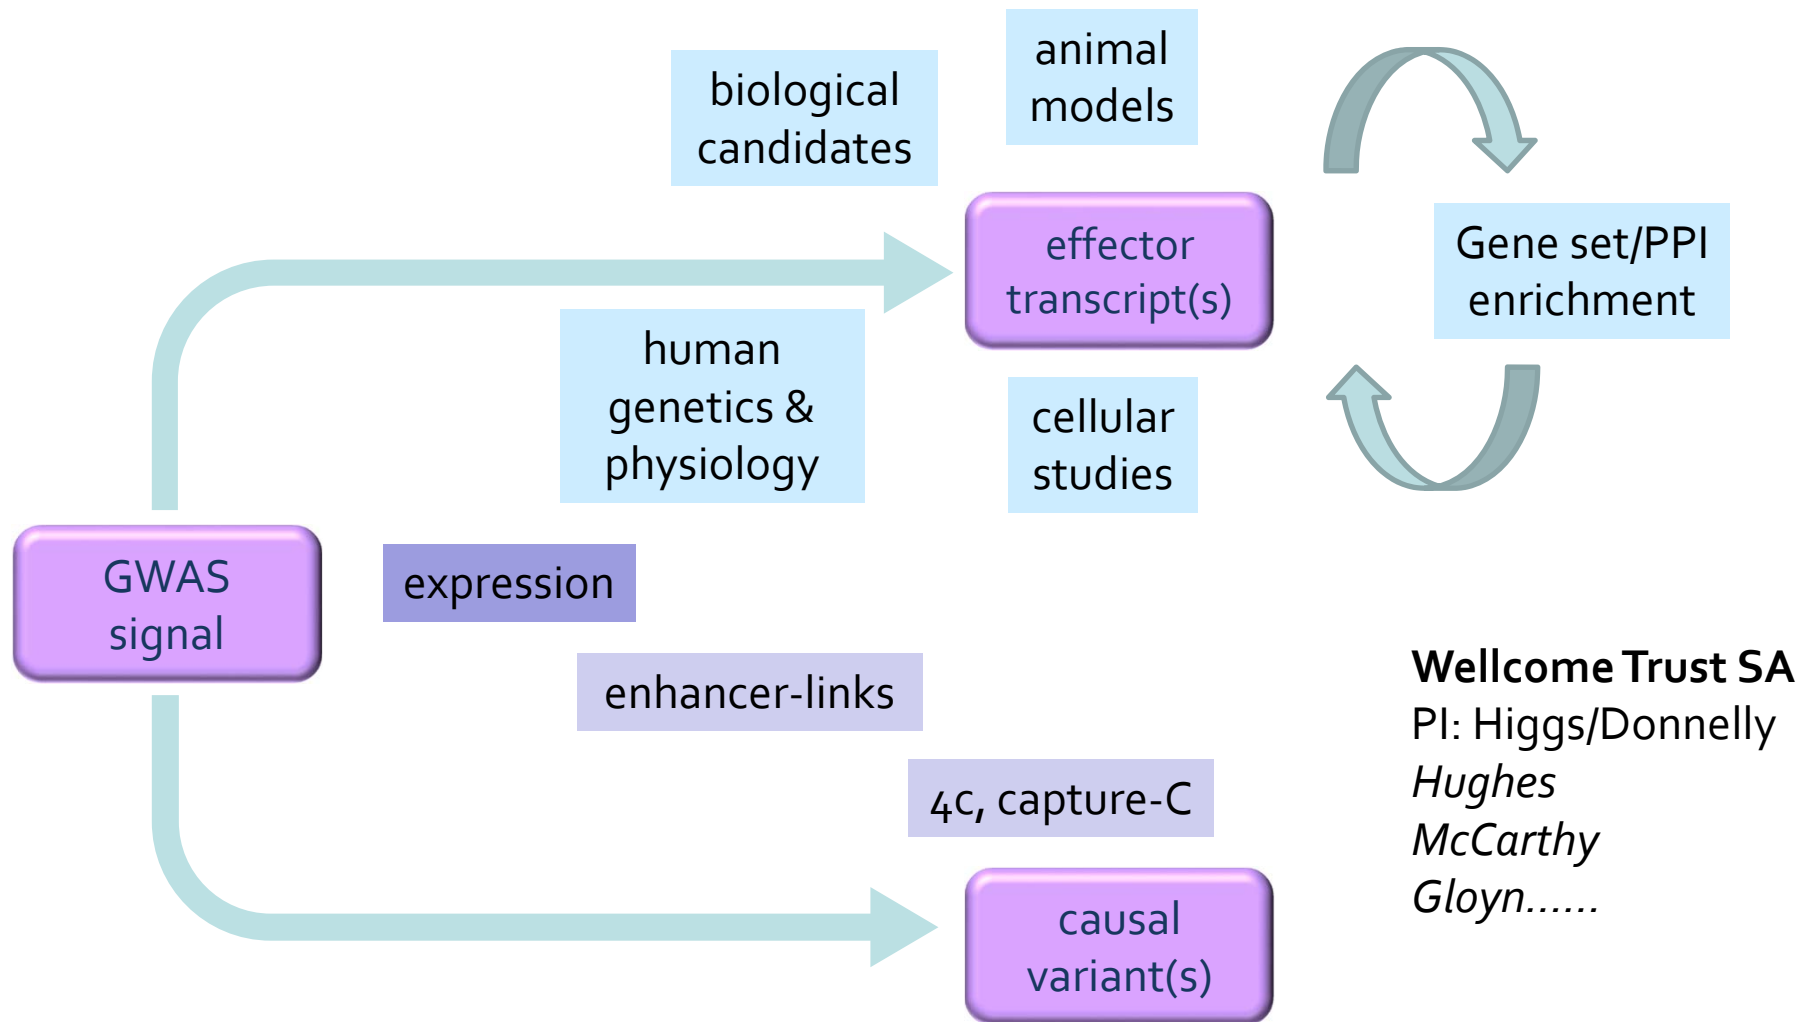 biological
candidates
animal
models
effector
transcript(s)
Gene set/PPI
enrichment
human
genetics &
physiology
cellular
studies
GWAS
signal
expression
enhancer-links
4c, capture-C
causal
variant(s)
Wellcome Trust SA
PI: Higgs/Donnelly
Hughes
McCarthy
Gloyn......